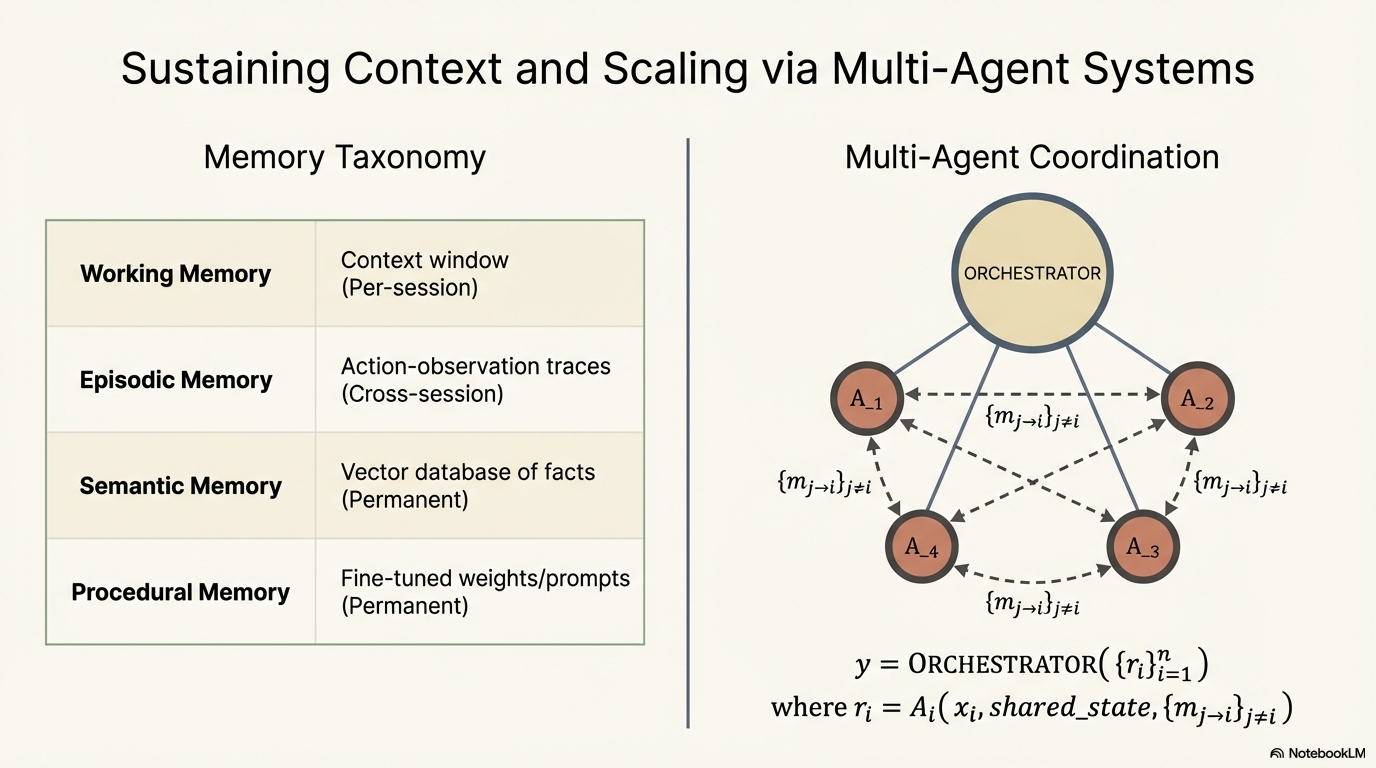 Sustaining Context and Scaling via Multi-Agent Systems
Memory Taxonomy
Working Memory
Context window
(Per-session)
Episodic Memory
Action-observation traces
(Cross-session)
Semantic Memory
Vector database of facts
(Permanent)
Procedural Memory
Fine-tuned weights/prompts
(Permanent)
Multi-Agent Coordination
ORCHESTRATOR
A_1
A_2
{m_{j→i}}_{j≠i}
{m_{j→i}}_{j≠i}
{m_{j→i}}_{j≠i}
A_4
A_3
{m_{j→i}}_{j≠i}
y = ORCHESTRATOR({r_i}_{i=1}^n)
where r_i = A_i(x_i, shared_state, {m_{j→i}}_{j≠i})
NotebookLM